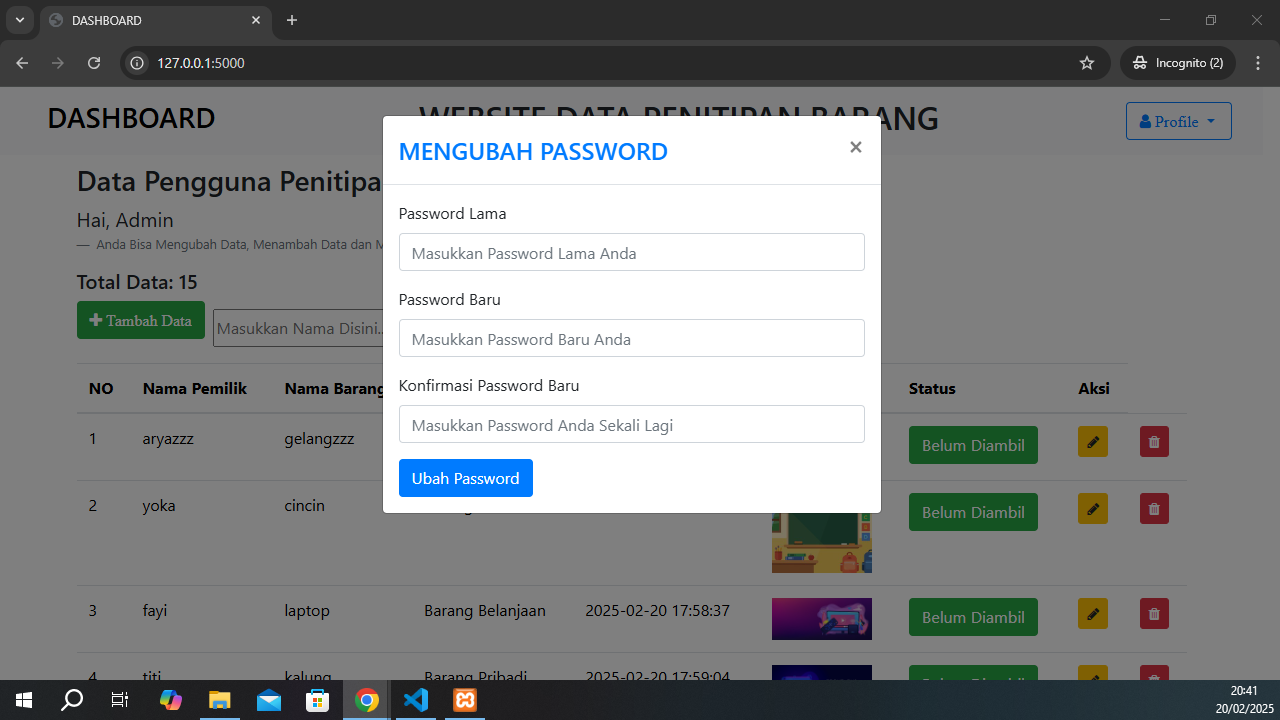 DASHBOARD
127.0.0.1:5000
Incognito (2)
DASHBOARD
WEBSITE DATA PENITIPAN BARANG
Profile
MENGUBAH PASSWORD
×
Password Lama
Masukkan Password Lama Anda
Password Baru
Masukkan Password Baru Anda
Konfirmasi Password Baru
Masukkan Password Anda Sekali Lagi
Ubah Password
Data Pengguna
Hai, Admin
— Anda Bisa Mengubah Data, Menambah Data dan
Total Data: 15
Tambah Data
Masukkan Nama Disini..
NO Nama Pemilik Nama Barang Status Aksi
1 aryazzz gelangzzz Belum Diambil
2 yoka cincin Belum Diambil
3 fayi laptop Barang Belanjaan 2025-02-20 17:58:37 Belum Diambil
4 titi kalung Barang Pribadi 2025-02-20 17:59:04 Belum Diambil
20:41
20/02/2025